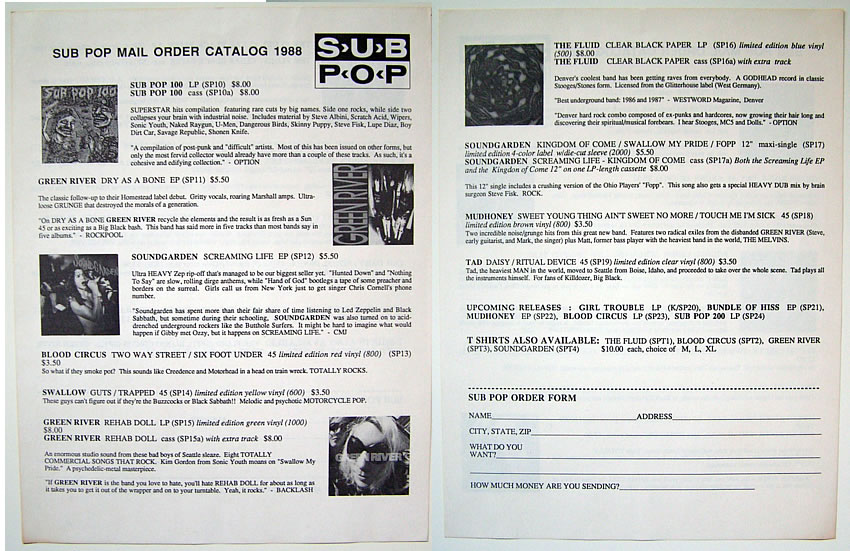 SUB POP MAIL ORDER CATALOG 1988
S›U›B
P‹O‹P
SUB POP 100
SUB POP 100 LP (SP10) $8.00
SUB POP 100 cass (SP10a) $8.00
SUPERSTAR hits compilation featuring rare cuts by big names. Side one rocks, while side two
collapses your brain with industrial noise. Includes material by Steve Albini, Scratch Acid, Wipers,
Sonic Youth, Naked Raygun, U-Men, Dangerous Birds, Skinny Puppy, Steve Fisk, Lupe Diaz, Boy
Dirt Car, Savage Republic, Shonen Knife.
"A compilation of post-punk and "difficult" artists. Most of this has been issued on other forms, but
only the most fervid collector would already have more than a couple of these tracks. As such, it's a
cohesive and edifying collection." - OPTION
GREEN RIVER DRY AS A BONE EP (SP11) $5.50
The classic follow-up to their Homestead label debut. Gritty vocals, roaring Marshall amps. Ultra-
loose GRUNGE that destroyed the morals of a generation.
"On DRY AS A BONE GREEN RIVER recycle the elements and the result is as fresh as a Sun
45 or as exciting as a Big Black bash. This band has said more in five tracks than most bands say in
five albums." - ROCKPOOL
GREEN RIVER
SOUNDGARDEN SCREAMING LIFE EP (SP12) $5.50
Ultra HEAVY Zep rip-off that's managed to be our biggest seller yet. "Hunted Down" and "Nothing
To Say" are slow, rolling dirge anthems, while "Hand of God" bootlegs a tape of some preacher and
borders on the surreal. Girls call us from New York just to get singer Chris Cornell's phone
number.
"Soundgarden has spent more than their fair share of time listening to Led Zeppelin and Black
Sabbath, but sometime during their schooling, SOUNDGARDEN was also turned on to acid-
drenched underground rockers like the Butthole Surfers. It might be hard to imagine what would
happen if Gibby met Ozzy, but it happens on SCREAMING LIFE." - CMJ
BLOOD CIRCUS TWO WAY STREET / SIX FOOT UNDER 45 limited edition red vinyl (800) (SP13)
$3.50
So what if they smoke pot? This sounds like Creedence and Motorhead in a head on train wreck. TOTALLY ROCKS.
SWALLOW GUTS / TRAPPED 45 (SP14) limited edition yellow vinyl (600) $3.50
These guys can't figure out if they're the Buzzcocks or Black Sabbath!! Melodic and psychotic MOTORCYCLE POP.
GREEN RIVER REHAB DOLL LP (SP15) limited edition green vinyl (1000)
$8.00
GREEN RIVER REHAB DOLL cass (SP15a) with extra track $8.00
An enormous studio sound from these bad boys of Seattle sleaze. Eight TOTALLY
COMMERCIAL SONGS THAT ROCK. Kim Gordon from Sonic Youth moans on "Swallow My
Pride." A psychedelic-metal masterpiece.
"If GREEN RIVER is the band you love to hate, you'll hate REHAB DOLL for about as long as
it takes you to get it out of the wrapper and on to your turntable. Yeah, it rocks." - BACKLASH
GREEN RIVER
THE FLUID CLEAR BLACK PAPER LP (SP16) limited edition blue vinyl
(500) $8.00
THE FLUID CLEAR BLACK PAPER cass (SP16a) with extra track
Denver's coolest band has been getting raves from everybody. A GODHEAD record in classic
Stooges/Stones form. Licensed from the Glitterhouse label (West Germany).
"Best underground band: 1986 and 1987" - WESTWORD Magazine, Denver
"Denver hard rock combo composed of ex-punks and hardcores, now growing their hair long and
discovering their spiritual/musical forebears. I hear Stooges, MC5 and Dolls." - OPTION
SOUNDGARDEN KINGDOM OF COME / SWALLOW MY PRIDE / FOPP 12" maxi-single (SP17)
limited edition 4-color label w/die-cut sleeve (2000) $5.50
SOUNDGARDEN SCREAMING LIFE - KINGDOM OF COME cass (SP17a) Both the Screaming Life EP
and the Kingdom of Come 12" on one LP-length cassette $8.00
This 12" single includes a crushing version of the Ohio Players' "Fopp". This song also gets a special HEAVY DUB mix by brain
surgeon Steve Fisk. ROCK.
MUDHONEY SWEET YOUNG THING AIN'T SWEET NO MORE / TOUCH ME I'M SICK 45 (SP18)
limited edition brown vinyl (800) $3.50
Two incredible noise/grunge hits from this great new band. Features two radical exiles from the disbanded GREEN RIVER (Steve,
early guitarist, and Mark, the singer) plus Matt, former bass player with the heaviest band in the world, THE MELVINS.
TAD DAISY / RITUAL DEVICE 45 (SP19) limited edition clear vinyl (800) $3.50
Tad, the heaviest MAN in the world, moved to Seattle from Boise, Idaho, and proceeded to take over the whole scene. Tad plays all
the instruments himself. For fans of Killdozer, Big Black.
UPCOMING RELEASES : GIRL TROUBLE LP (K/SP20), BUNDLE OF HISS EP (SP21),
MUDHONEY EP (SP22), BLOOD CIRCUS LP (SP23), SUB POP 200 LP (SP24)
T SHIRTS ALSO AVAILABLE: THE FLUID (SPT1), BLOOD CIRCUS (SPT2), GREEN RIVER
(SPT3), SOUNDGARDEN (SPT4) $10.00 each, choice of M, L, XL
SUB POP ORDER FORM
NAME ADDRESS
CITY, STATE, ZIP
WHAT DO YOU
WANT?
HOW MUCH MONEY ARE YOU SENDING?